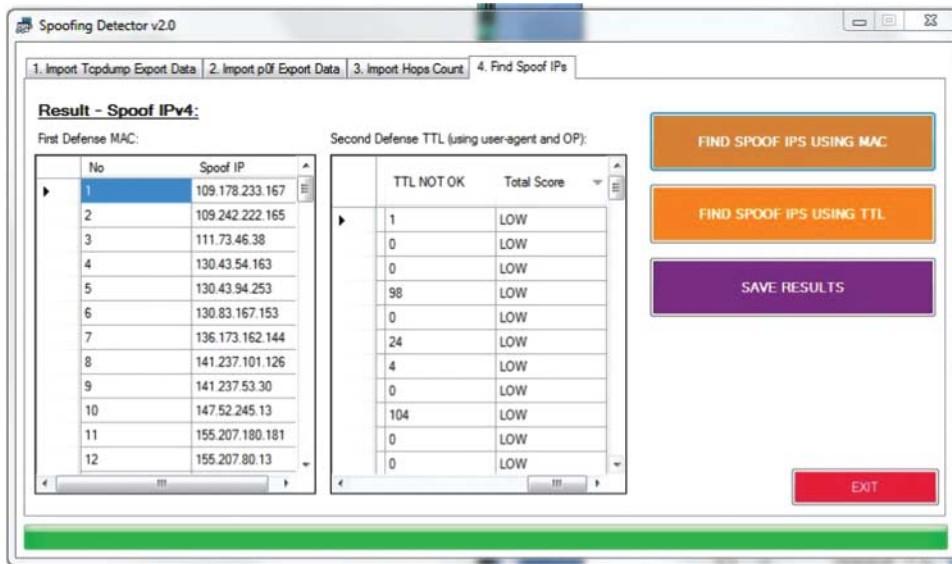 Spoofing Detector v2.0
1. Import Tcpdump Export Data 2. Import p0f Export Data 3. Import Hops Count 4. Find Spoof IPs
Result - Spoof IPv4:
First Defense MAC:
No Spoof IP
1 109.178.233.167
2 109.242.222.165
3 111.73.46.38
4 130.43.54.163
5 130.43.94.253
6 130.83.167.153
7 136.173.162.144
8 141.237.101.126
9 141.237.53.30
10 147.52.245.13
11 155.207.180.181
12 155.207.80.13
Second Defense TTL (using user-agent and OP):
TTL NOT OK Total Score
1 LOW
0 LOW
0 LOW
98 LOW
0 LOW
24 LOW
4 LOW
0 LOW
104 LOW
0 LOW
0 LOW
FIND SPOOF IPS USING MAC
FIND SPOOF IPS USING TTL
SAVE RESULTS
EXIT